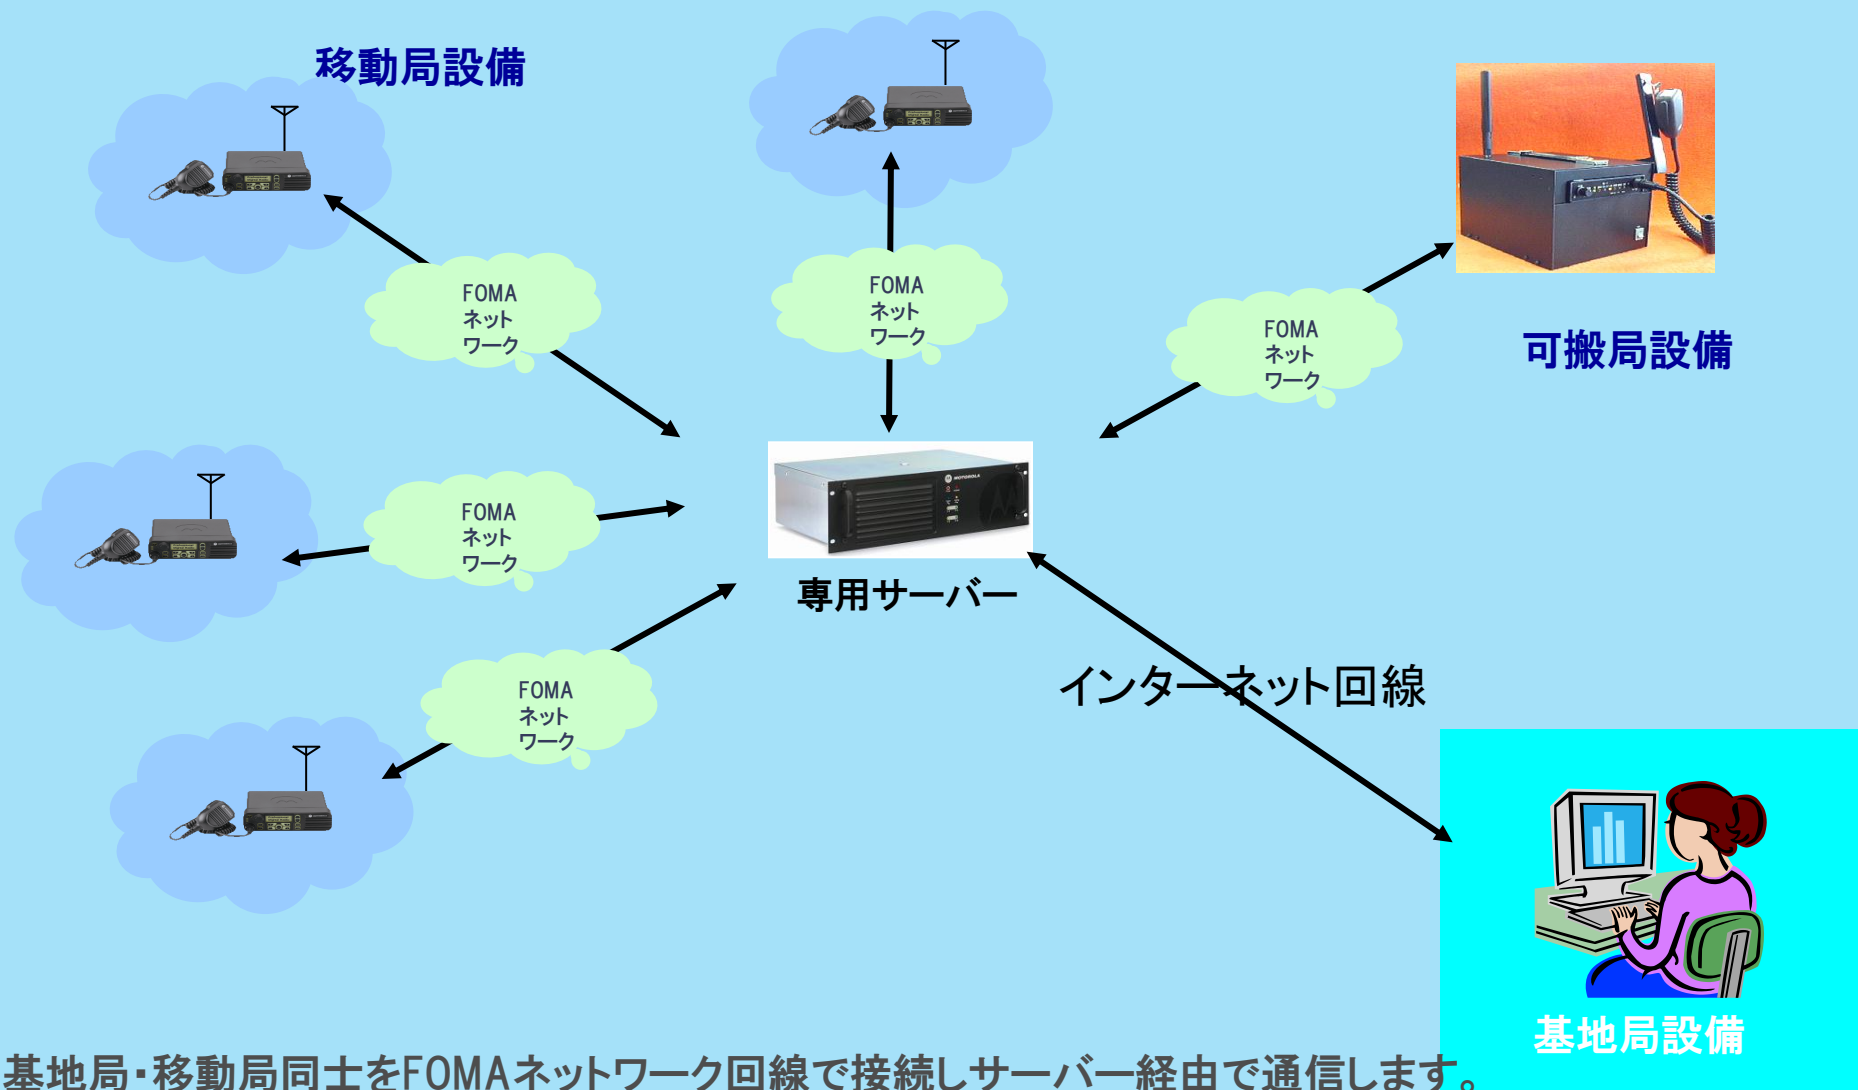 移動局設備
FOMA
ネット
ワーク
FOMA
ネット
ワーク
FOMA
ネット
ワーク
可搬局設備
FOMA
ネット
ワーク
MOTOROLA
専用サーバー
FOMA
ネット
ワーク
インターネット回線
基地局設備
基地局・移動局同士をFOMAネットワーク回線で接続しサーバー経由で通信します。